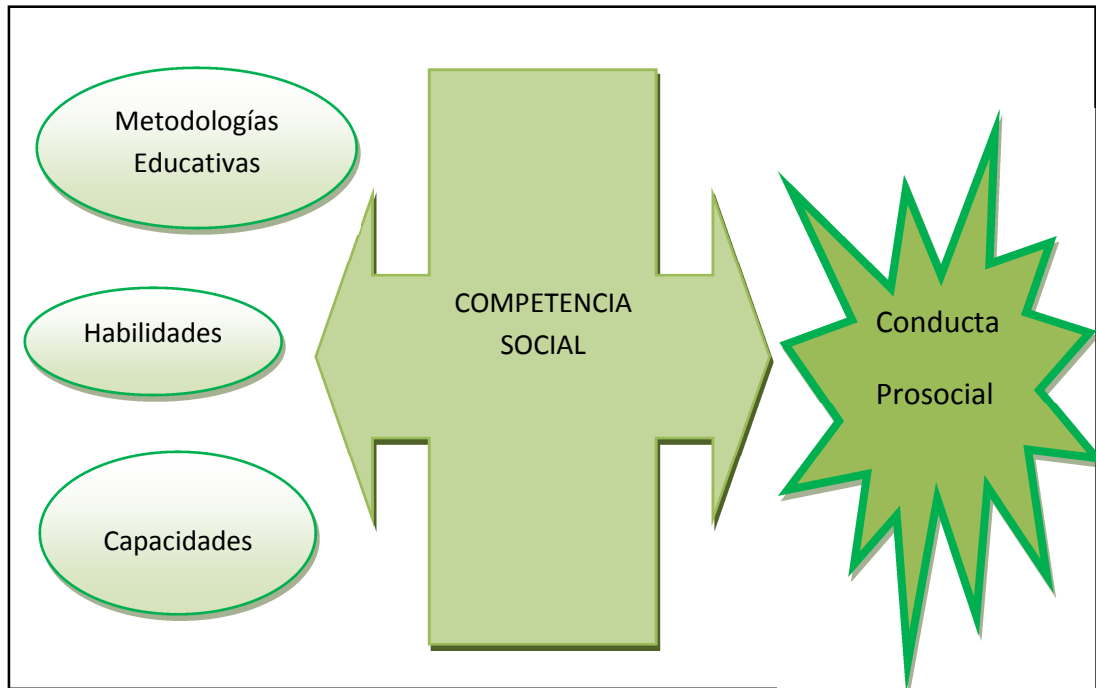 Metodologías
Educativas
Habilidades
Capacidades
COMPETENCIA
SOCIAL
Conducta
Prosocial